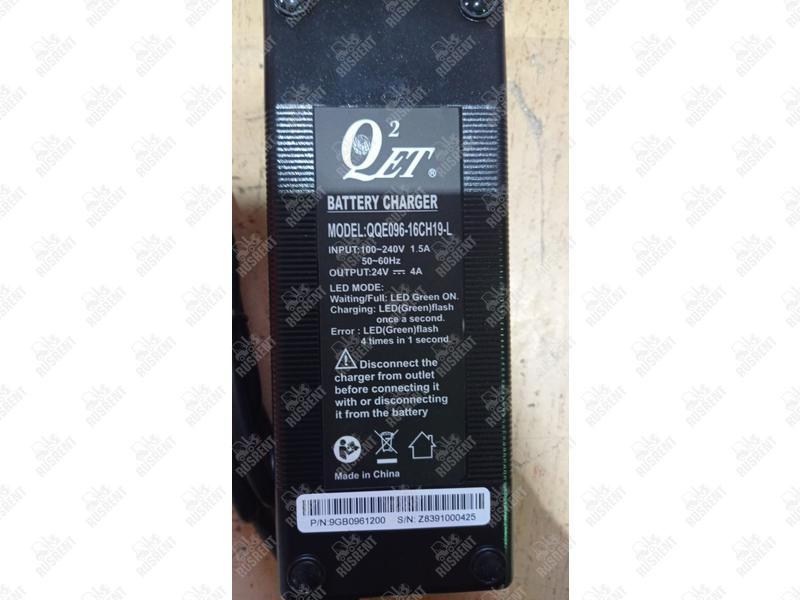 Q2ET®
BATTERY CHARGER
MODEL:QQE096-16CH19-L
INPUT:100~240V 1.5A
50~60Hz
OUTPUT:24V ⎓ 4A
LED MODE:
Waiting/Full: LED Green ON.
Charging: LED(Green)flash
once a second.
Error : LED(Green)flash
4 times in 1 second
⚠ Disconnect the
charger from outlet
before connecting it
with or disconnecting
it from the battery
Made in China
P/N:9GB0961200 S/N: Z8391000425
RUSRENT